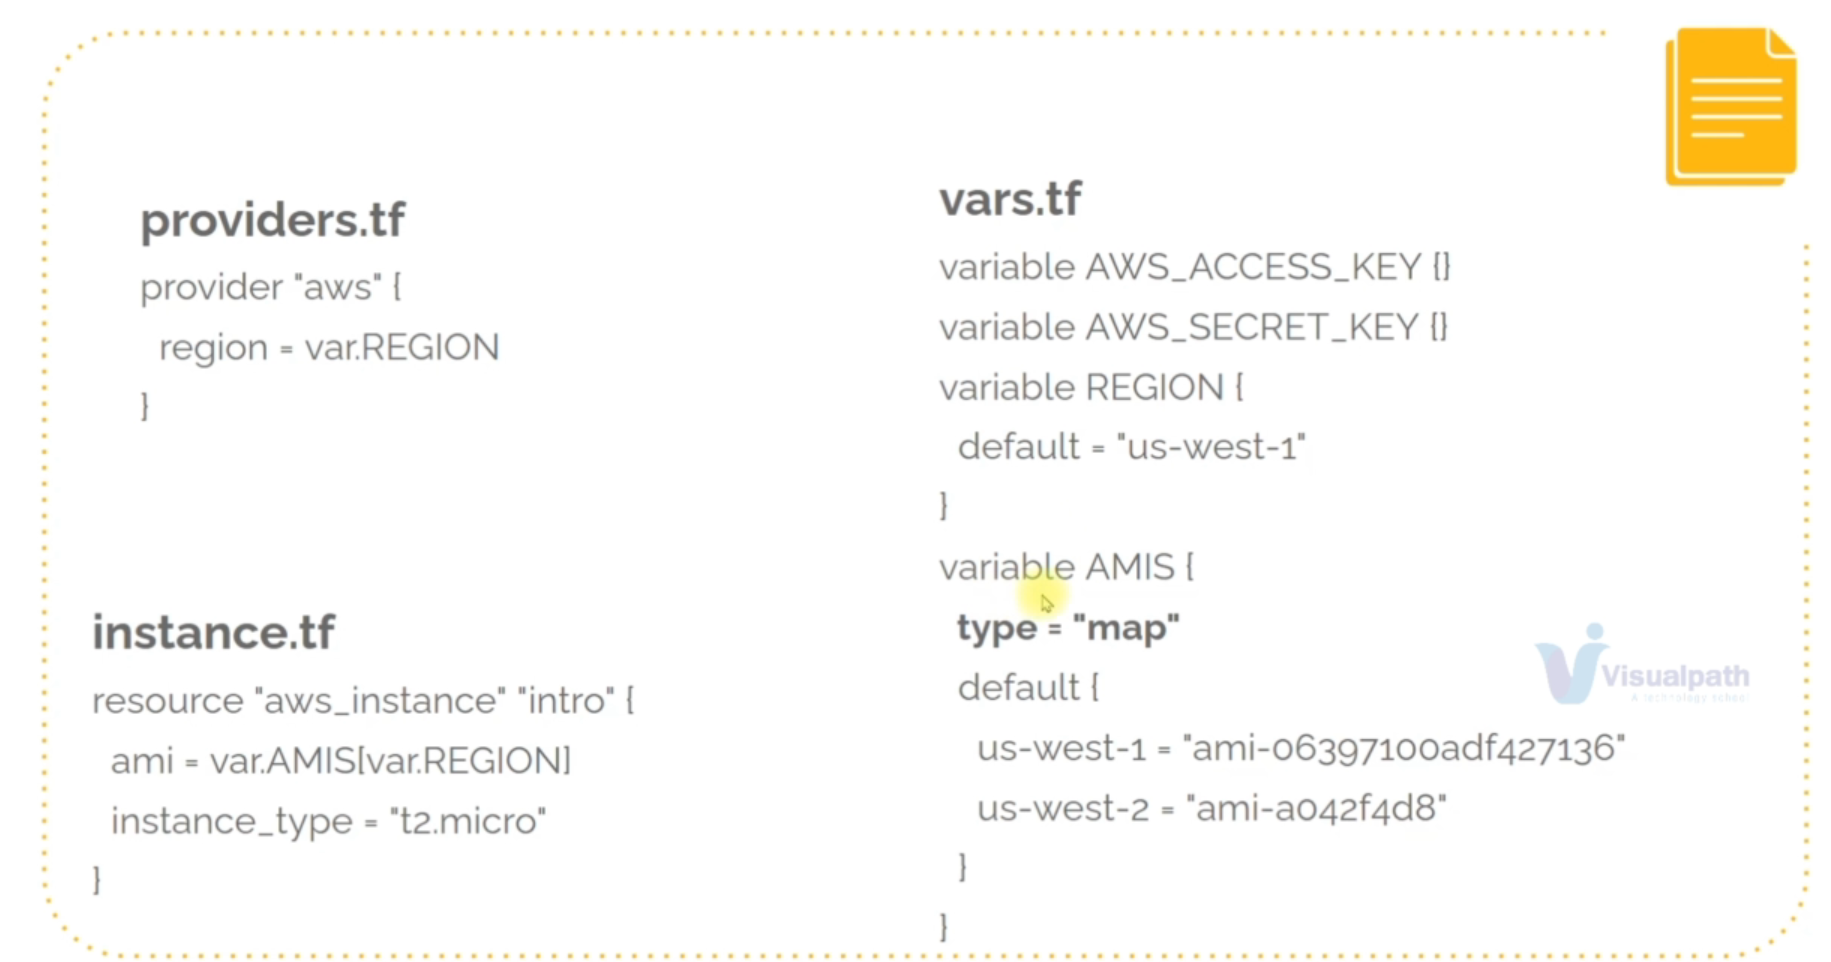 providers.tf
provider "aws" {
region = var.REGION
}
instance.tf
resource "aws_instance" "intro" {
ami = var.AMIS[var.REGION]
instance_type = "t2.micro"
}
vars.tf
variable AWS_ACCESS_KEY {}
variable AWS_SECRET_KEY {}
variable REGION {
default = "us-west-1"
}
variable AMIS {
type = "map"
default {
us-west-1 = "ami-06397100adf427136"
us-west-2 = "ami-a042f4d8"
}
}
Visualpath
A technology school